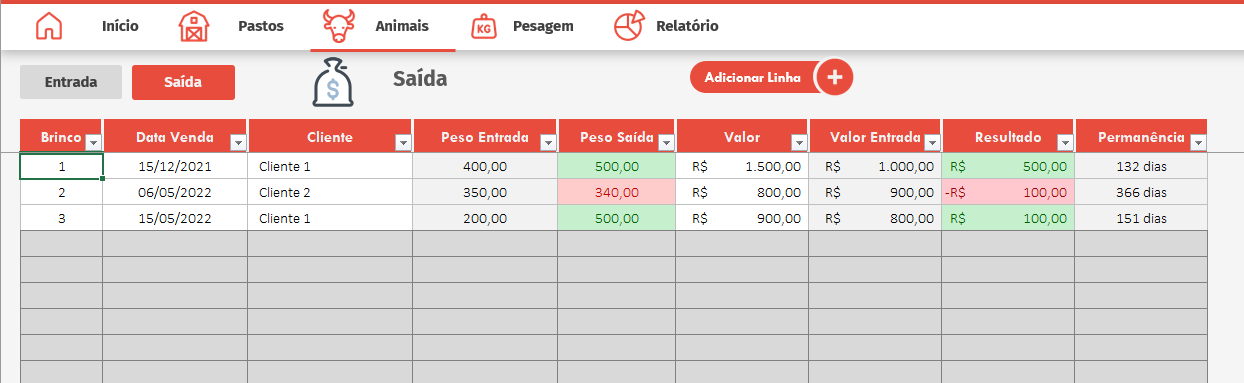 Início Pastos Animais KG Pesagem Relatório
Entrada Saída $ Saída Adicionar Linha +
Brinco Data Venda Cliente Peso Entrada Peso Saída Valor Valor Entrada Resultado Permanência
1 15/12/2021 Cliente 1 400,00 500,00 R$ 1.500,00 R$ 1.000,00 R$ 500,00 132 dias
2 06/05/2022 Cliente 2 350,00 340,00 R$ 800,00 R$ 900,00 -R$ 100,00 366 dias
3 15/05/2022 Cliente 1 200,00 500,00 R$ 900,00 R$ 800,00 R$ 100,00 151 dias